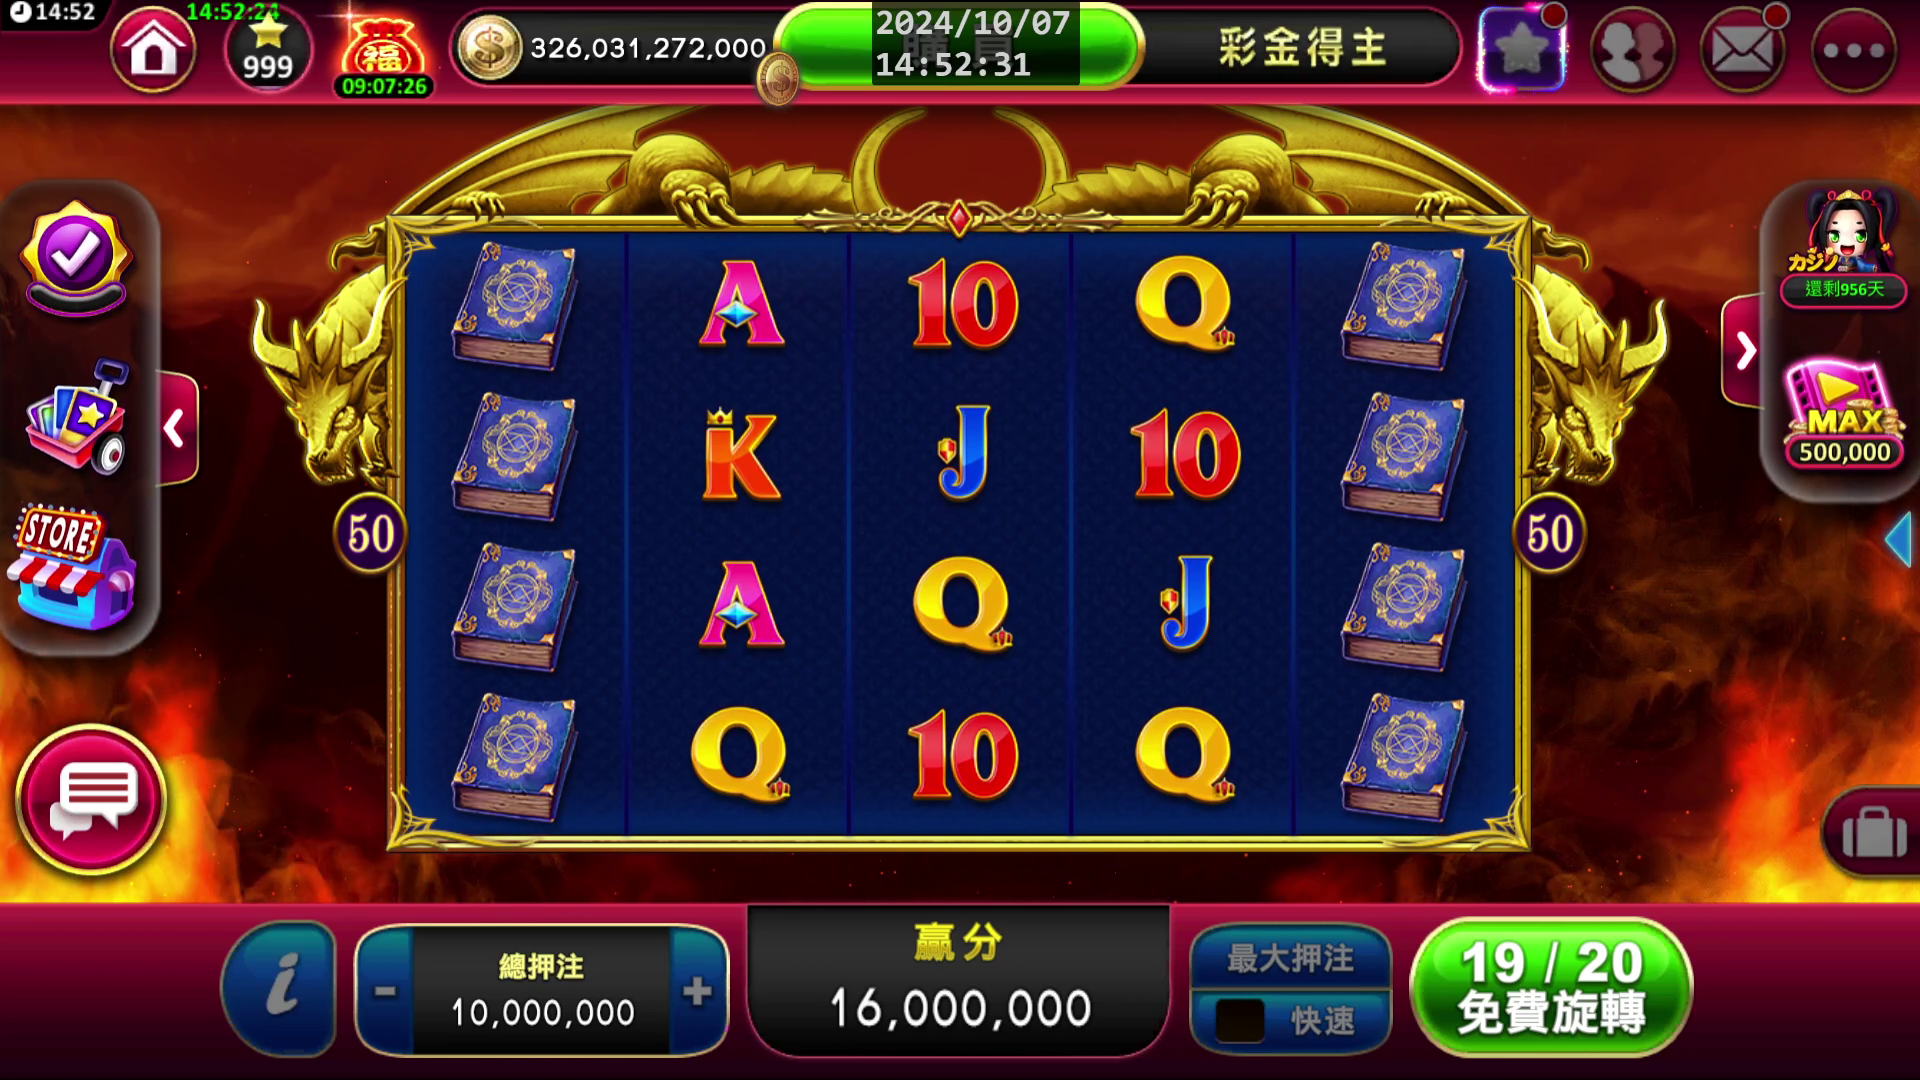 14:52
14:52:24
999
福
09:07:26
326,031,272,000
2024/10/07
14:52:31
彩金得主
カジノ
還剩956天
MAX
500,000
STORE
A 10 Q
K J 10
A Q J
Q 10 Q
50
50
i
-
總押注
10,000,000
+
贏分
16,000,000
最大押注
快速
19 / 20
免費旋轉